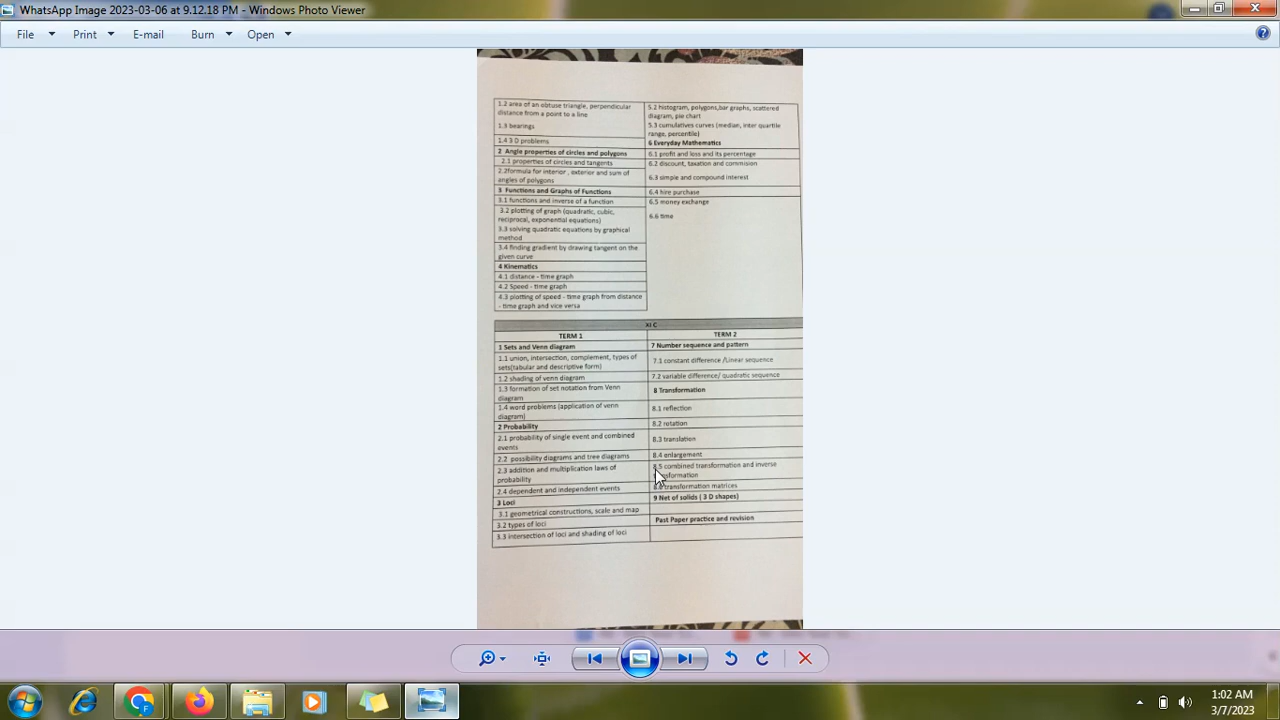 WhatsApp Image 2023-03-06 at 9.12.18 PM - Windows Photo Viewer
File
Print
E-mail
Burn
Open
1.2 area of an obtuse triangle, perpendicular
distance from a point to a line
1.3 bearings
1.4 3 D problems
2 Angle properties of circles and polygons
2.1 properties of circles and tangents
2.2formula for interior , exterior and sum of
angles of polygons
3 Functions and Graphs of Functions
3.1 functions and inverse of a function
3.2 plotting of graph (quadratic, cubic,
reciprocal, exponential equations)
3.3 solving quadratic equations by graphical
method
3.4 finding gradient by drawing tangent on the
given curve
4 Kinematics
4.1 distance - time graph
4.2 Speed - time graph
4.3 plotting of speed - time graph from distance
- time graph and vice versa
5.2 histogram, polygons,bar graphs, scattered
diagram, pie chart
5.3 cumulatives curves (median, inter quartile
range, percentile)
6 Everyday Mathematics
6.1 profit and loss and its percentage
6.2 discount, taxation and commision
6.3 simple and compound interest
6.4 hire purchase
6.5 money exchange
6.6 time
XI C
TERM 1
1 Sets and Venn diagram
1.1 union, intersection, complement, types of
sets(tabular and descriptive form)
1.2 shading of venn diagram
1.3 formation of set notation from Venn
diagram
1.4 word problems (application of venn
diagram)
2 Probability
2.1 probability of single event and combined
events
2.2 possibility diagrams and tree diagrams
2.3 addition and multiplication laws of
probability
2.4 dependent and independent events
3 Loci
3.1 geometrical constructions, scale and map
3.2 types of loci
3.3 intersection of loci and shading of loci
TERM 2
7 Number sequence and pattern
7.1 constant difference /Linear sequence
7.2 variable difference/ quadratic sequence
8 Transformation
8.1 reflection
8.2 rotation
8.3 translation
8.4 enlargement
8.5 combined transformation and inverse
transformation
8.6 transformation matrices
9 Net of solids ( 3 D shapes)
Past Paper practice and revision
1:02 AM
3/7/2023